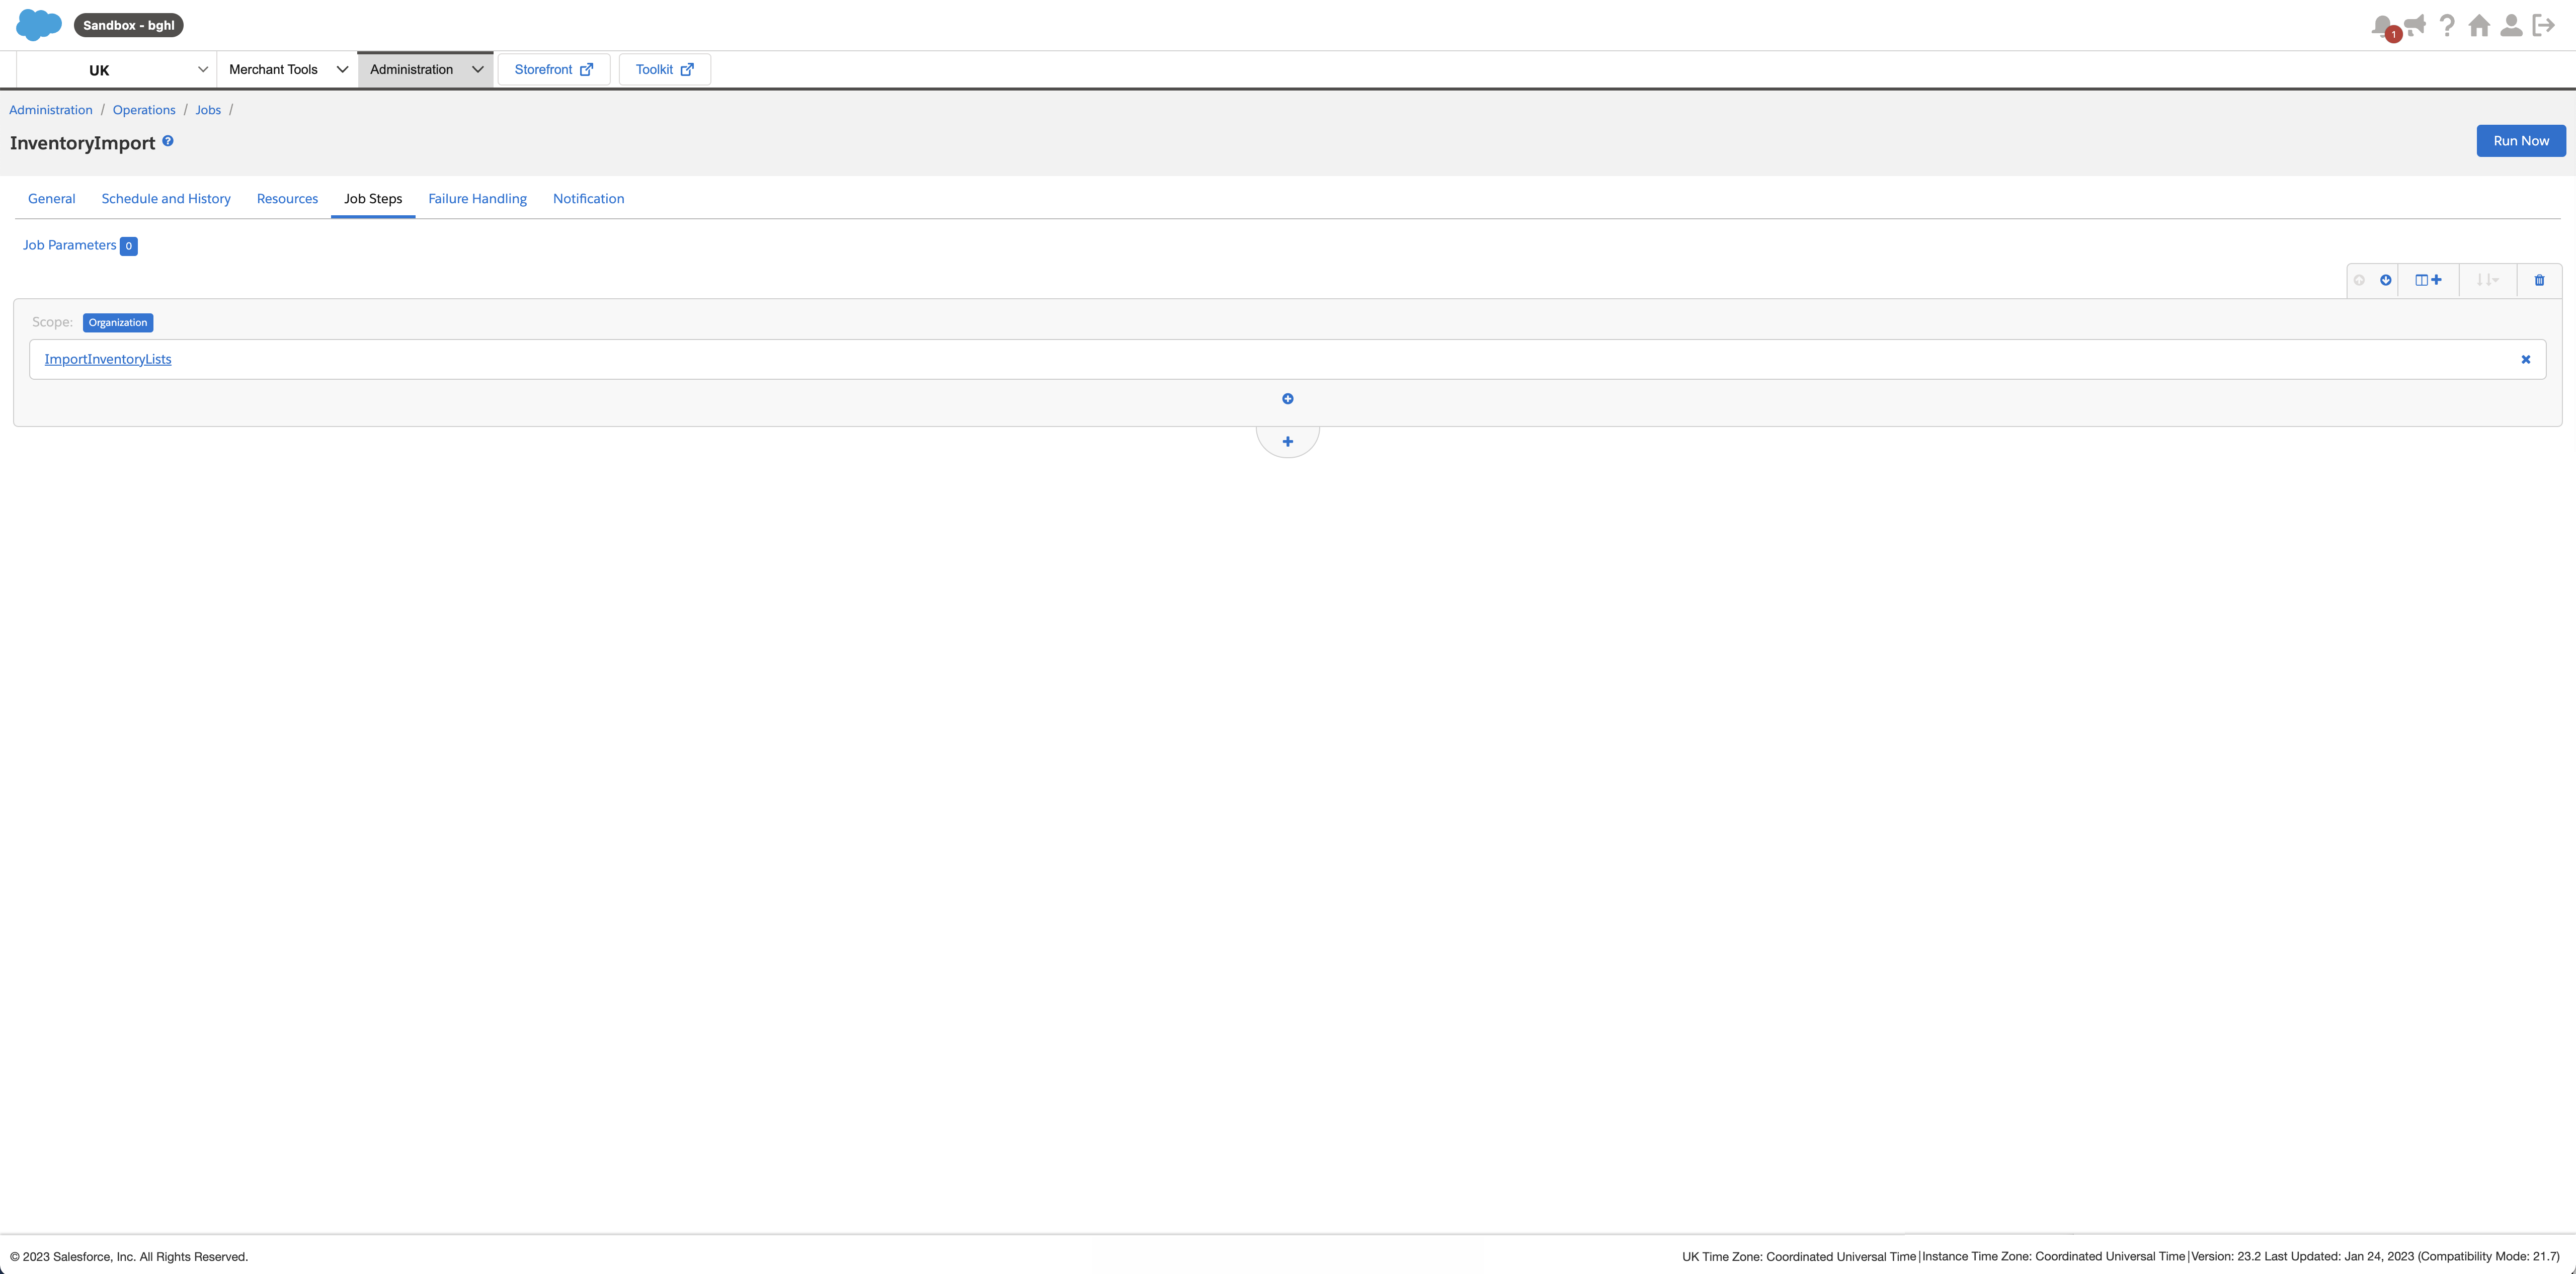 Sandbox - bghl
1
UK
Merchant Tools
Administration
Storefront
Toolkit
Administration / Operations / Jobs /
InventoryImport
Run Now
General
Schedule and History
Resources
Job Steps
Failure Handling
Notification
Job Parameters 0
Scope: Organization
ImportInventoryLists
© 2023 Salesforce, Inc. All Rights Reserved.
UK Time Zone: Coordinated Universal Time|Instance Time Zone: Coordinated Universal Time|Version: 23.2 Last Updated: Jan 24, 2023 (Compatibility Mode: 21.7)